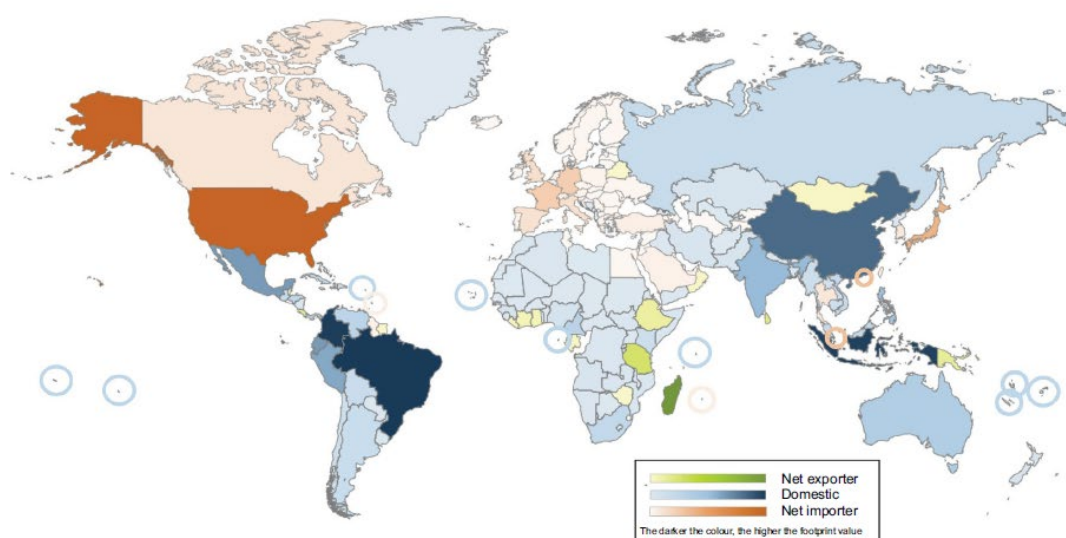 Net exporter
Domestic
Net importer
The darker the colour, the higher the footprint value